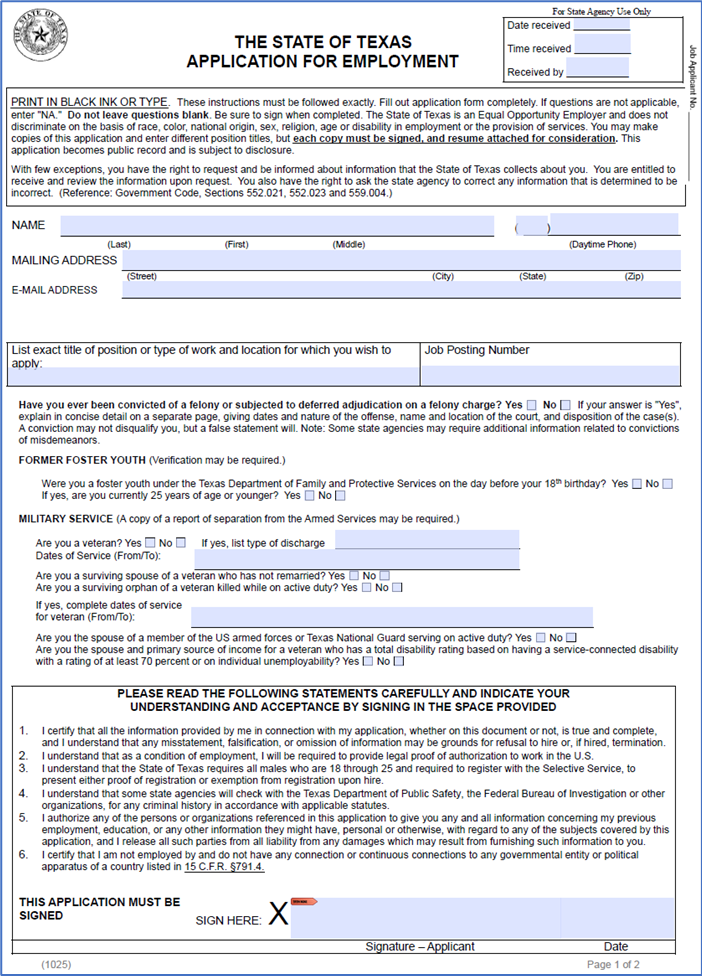 THE STATE OF TEXAS
For State Agency Use Only
THE STATE OF TEXAS
APPLICATION FOR EMPLOYMENT
Date received
Time received
Received by
Job Applicant No.
PRINT IN BLACK INK OR TYPE. These instructions must be followed exactly. Fill out application form completely. If questions are not applicable,
enter "NA." Do not leave questions blank. Be sure to sign when completed. The State of Texas is an Equal Opportunity Employer and does not
discriminate on the basis of race, color, national origin, sex, religion, age or disability in employment or the provision of services. You may make
copies of this application and enter different position titles, but each copy must be signed, and resume attached for consideration. This
application becomes public record and is subject to disclosure.
With few exceptions, you have the right to request and be informed about information that the State of Texas collects about you. You are entitled to
receive and review the information upon request. You also have the right to ask the state agency to correct any information that is determined to be
incorrect. (Reference: Government Code, Sections 552.021, 552.023 and 559.004.)
NAME ( )
(Last) (First) (Middle) (Daytime Phone)
MAILING ADDRESS
(Street) (City) (State) (Zip)
E-MAIL ADDRESS
List exact title of position or type of work and location for which you wish to
apply:
Job Posting Number
Have you ever been convicted of a felony or subjected to deferred adjudication on a felony charge? Yes No If your answer is "Yes",
explain in concise detail on a separate page, giving dates and nature of the offense, name and location of the court, and disposition of the case(s).
A conviction may not disqualify you, but a false statement will. Note: Some state agencies may require additional information related to convictions
of misdemeanors.
FORMER FOSTER YOUTH (Verification may be required.)
Were you a foster youth under the Texas Department of Family and Protective Services on the day before your 18th birthday? Yes No
If yes, are you currently 25 years of age or younger? Yes No
MILITARY SERVICE (A copy of a report of separation from the Armed Services may be required.)
Are you a veteran? Yes No If yes, list type of discharge
Dates of Service (From/To):
Are you a surviving spouse of a veteran who has not remarried? Yes No
Are you a surviving orphan of a veteran killed while on active duty? Yes No
If yes, complete dates of service
for veteran (From/To):
Are you the spouse of a member of the US armed forces or Texas National Guard serving on active duty? Yes No
Are you the spouse and primary source of income for a veteran who has a total disability rating based on having a service-connected disability
with a rating of at least 70 percent or on individual unemployability? Yes No
PLEASE READ THE FOLLOWING STATEMENTS CAREFULLY AND INDICATE YOUR
UNDERSTANDING AND ACCEPTANCE BY SIGNING IN THE SPACE PROVIDED
1. I certify that all the information provided by me in connection with my application, whether on this document or not, is true and complete,
and I understand that any misstatement, falsification, or omission of information may be grounds for refusal to hire or, if hired, termination.
2. I understand that as a condition of employment, I will be required to provide legal proof of authorization to work in the U.S.
3. I understand that the State of Texas requires all males who are 18 through 25 and required to register with the Selective Service, to
present either proof of registration or exemption from registration upon hire.
4. I understand that some state agencies will check with the Texas Department of Public Safety, the Federal Bureau of Investigation or other
organizations, for any criminal history in accordance with applicable statutes.
5. I authorize any of the persons or organizations referenced in this application to give you any and all information concerning my previous
employment, education, or any other information they might have, personal or otherwise, with regard to any of the subjects covered by this
application, and I release all such parties from all liability from any damages which may result from furnishing such information to you.
6. I certify that I am not employed by and do not have any connection or continuous connections to any governmental entity or political
apparatus of a country listed in 15 C.F.R. §791.4.
THIS APPLICATION MUST BE
SIGNED
SIGN HERE: X
Signature – Applicant Date
(1025) Page 1 of 2